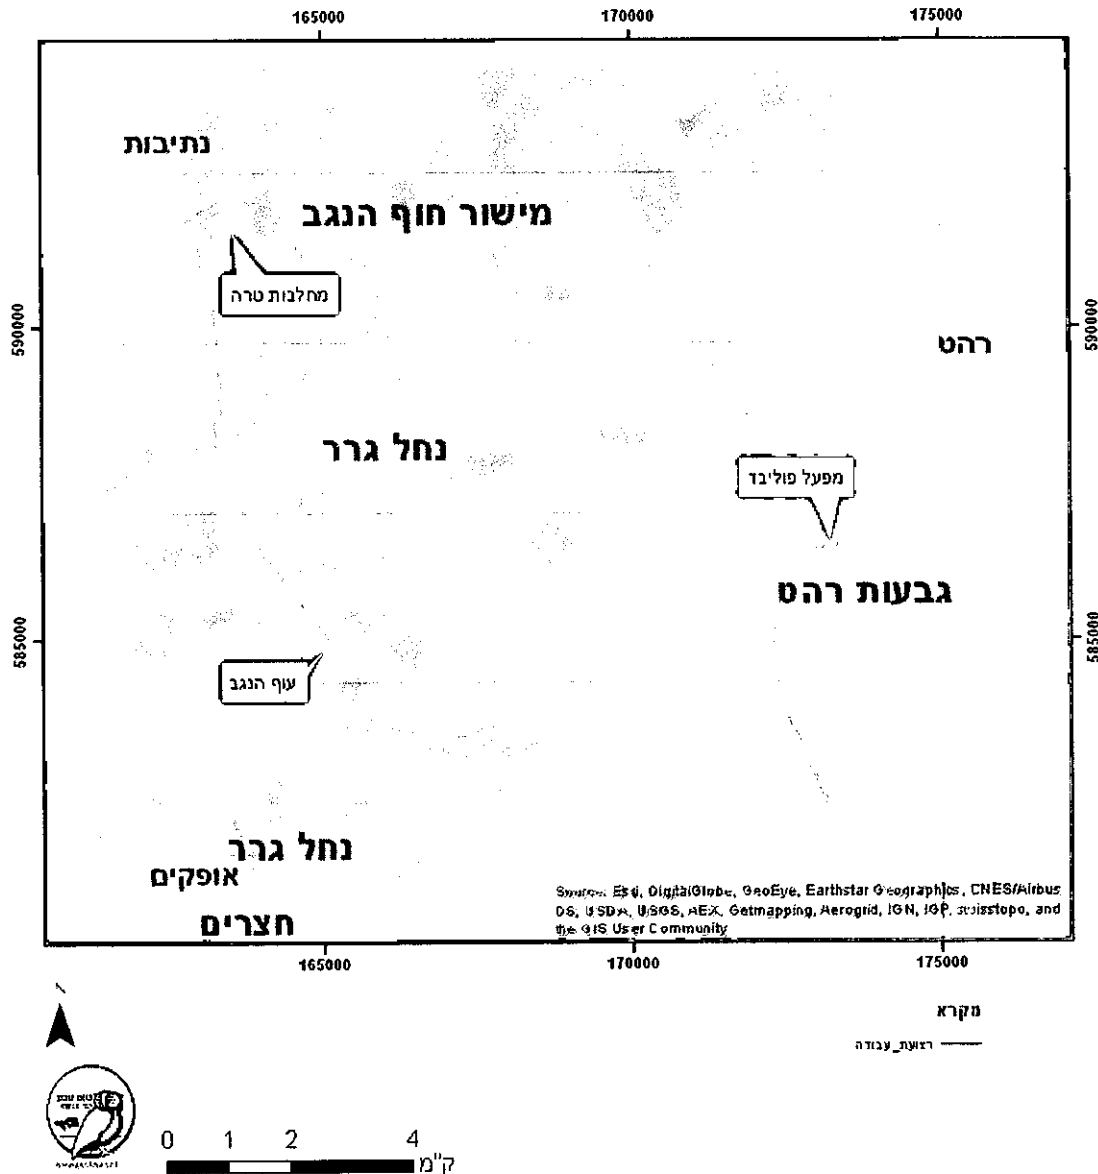 165000 170000 175000
נתיבות
מישור חוף הנגב
מחלבות טרה
590000 590000
רהט
נחל גרר
מפעל פוליבד
גבעות רהט
585000 585000
עוף הנגב
נחל גרר
אופקים
חצרים
Source: Esri, DigitalGlobe, GeoEye, Earthstar Geographics, CNES/Airbus
DS, USDA, USGS, AEX, Getmapping, Aerogrid, IGN, IGP, swisstopo, and
the GIS User Community
165000 170000 175000
N
מקרא
רצועת_עבודה
0 1 2 4
ק"מ